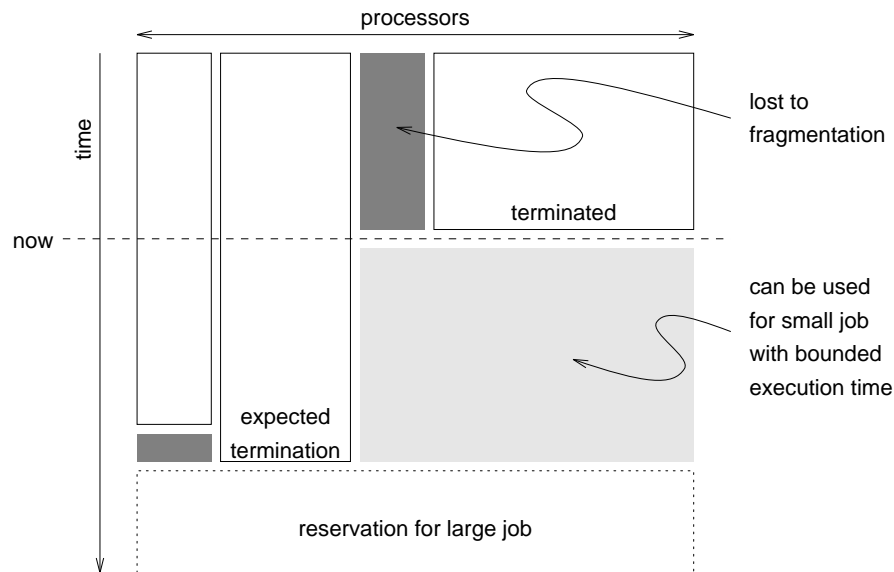 processors
time
lost to
fragmentation
terminated
now
can be used
for small job
with bounded
execution time
expected
termination
reservation for large job